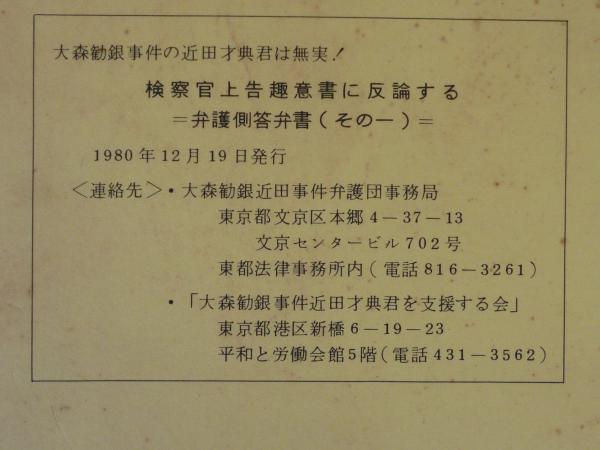 大森勧銀事件の近田才典君は無実！
検察官上告趣意書に反論する
＝弁護側答弁書（その一）＝
1980年12月19日発行
＜連絡先＞・大森勧銀近田事件弁護団事務局
東京都文京区本郷4－37－13
文京センタービル702号
東都法律事務所内（電話816－3261）
・「大森勧銀事件近田才典君を支援する会」
東京都港区新橋6－19－23
平和と労働会館5階（電話431－3562）